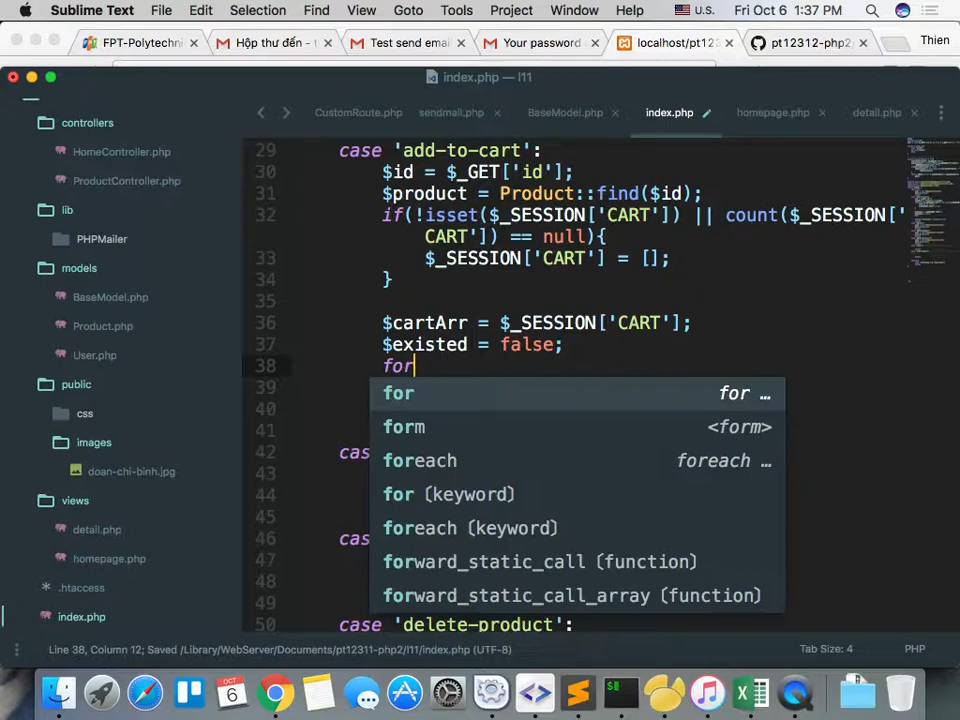 Sublime Text File Edit Selection Find View Goto Tools Project Window Help U.S. Fri Oct 6 1:37 PM
FPT-Polytechni Hộp thư đến - t Test send emai Your password localhost/pt123 pt12312-php2/ Thien
index.php — l11
CustomRoute.php sendmail.php BaseModel.php index.php homepage.php detail.php
controllers
HomeController.php
ProductController.php
lib
PHPMailer
models
BaseModel.php
Product.php
User.php
public
css
images
doan-chi-binh.jpg
views
detail.php
homepage.php
.htaccess
index.php
29 case 'add-to-cart':
30 $id = $_GET['id'];
31 $product = Product::find($id);
32 if(!isset($_SESSION['CART']) || count($_SESSION['
CART']) == null){
33 $_SESSION['CART'] = [];
34 }
35
36 $cartArr = $_SESSION['CART'];
37 $existed = false;
38 for
39
40
41
42 cas
43
44
45
46 cas
47
48
49
50 case 'delete-product':
for for …
form <form>
foreach foreach …
for (keyword)
foreach (keyword)
forward_static_call (function)
forward_static_call_array (function)
Line 38, Column 12; Saved /Library/WebServer/Documents/pt12311-php2/l11/index.php (UTF-8) Tab Size: 4 PHP
OCT
6